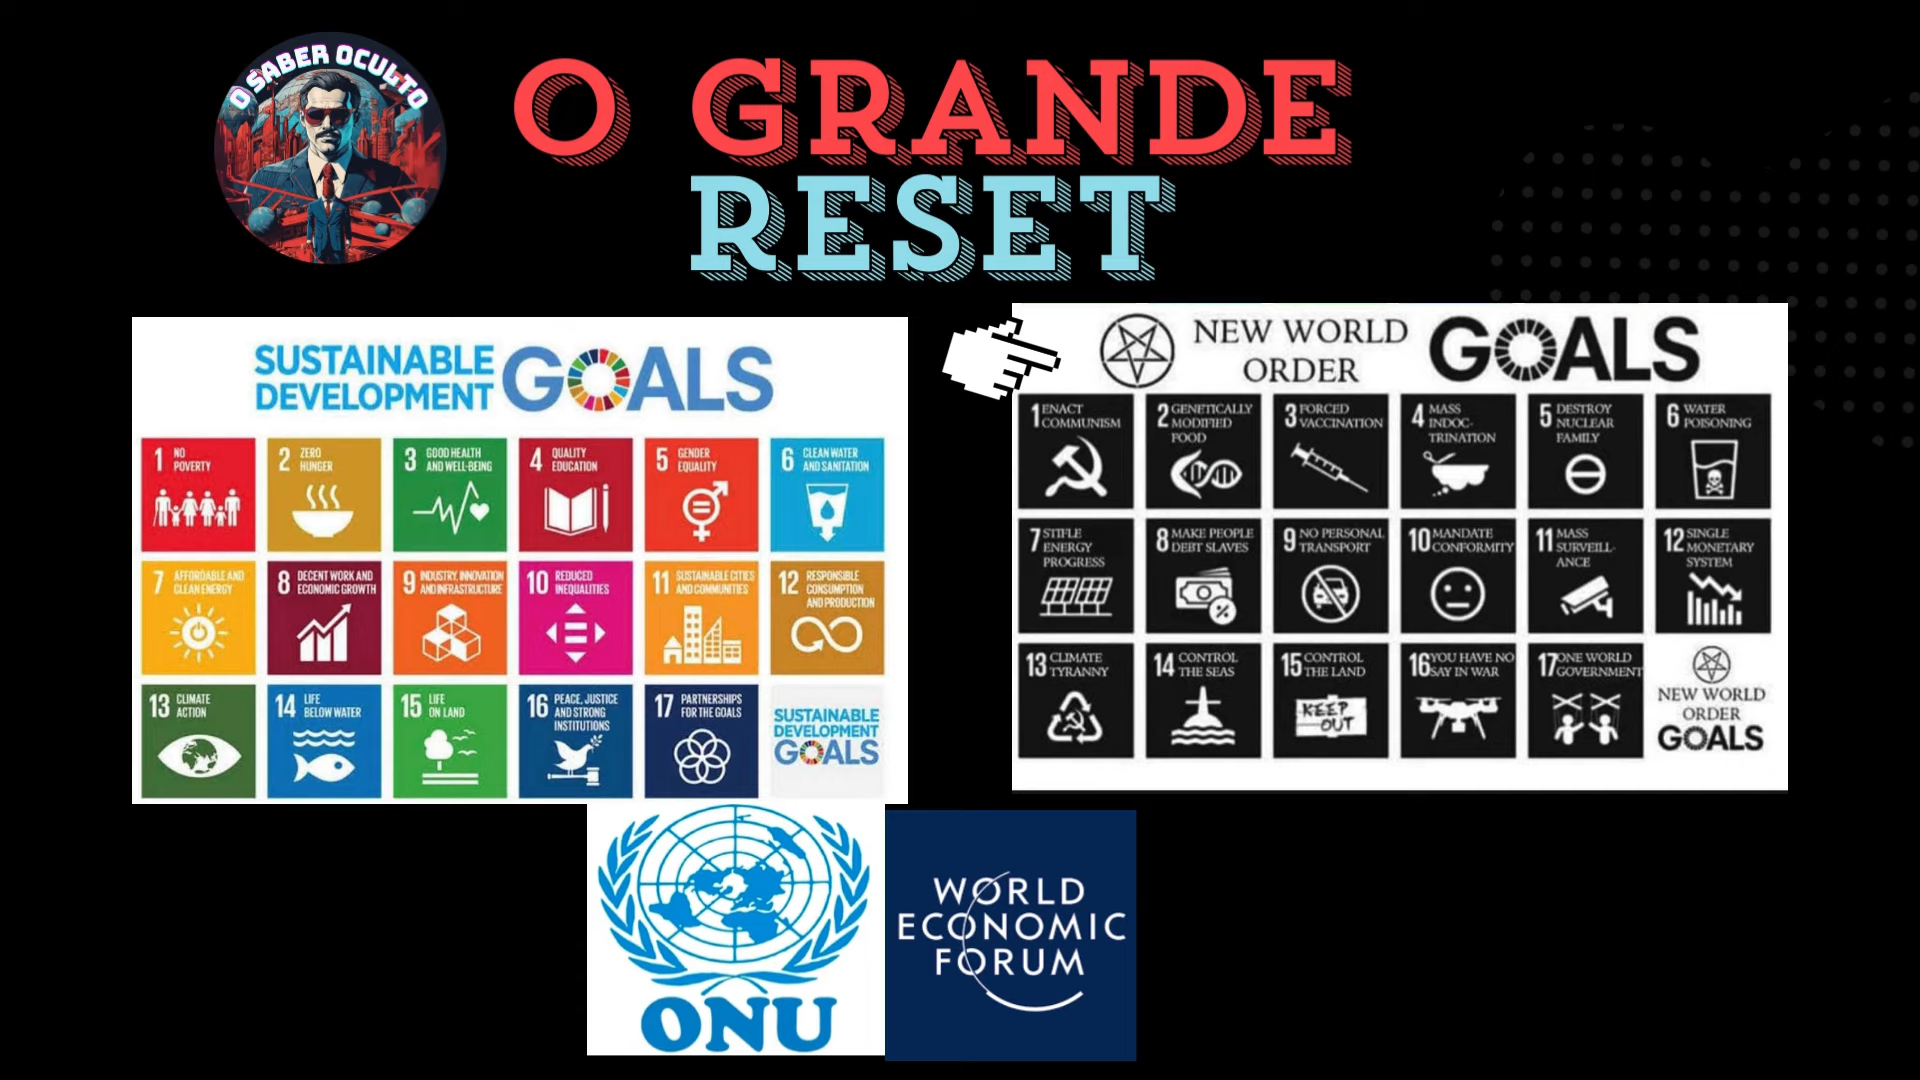 O SABER OCULTO
O GRANDE
RESET
SUSTAINABLE
DEVELOPMENT
GOALS
1 NO
POVERTY
2 ZERO
HUNGER
3 GOOD HEALTH
AND WELL-BEING
4 QUALITY
EDUCATION
5 GENDER
EQUALITY
6 CLEAN WATER
AND SANITATION
7 AFFORDABLE AND
CLEAN ENERGY
8 DECENT WORK AND
ECONOMIC GROWTH
9 INDUSTRY, INNOVATION
AND INFRASTRUCTURE
10 REDUCED
INEQUALITIES
11 SUSTAINABLE CITIES
AND COMMUNITIES
12 RESPONSIBLE
CONSUMPTION
AND PRODUCTION
13 CLIMATE
ACTION
14 LIFE
BELOW WATER
15 LIFE
ON LAND
16 PEACE, JUSTICE
AND STRONG
INSTITUTIONS
17 PARTNERSHIPS
FOR THE GOALS
SUSTAINABLE
DEVELOPMENT
GOALS
NEW WORLD
ORDER
GOALS
1 ENACT
COMMUNISM
2 GENETICALLY
MODIFIED
FOOD
3 FORCED
VACCINATION
4 MASS
INDOC-
TRINATION
5 DESTROY
NUCLEAR
FAMILY
6 WATER
POISONING
7 STIFLE
ENERGY
PROGRESS
8 MAKE PEOPLE
DEBT SLAVES
9 NO PERSONAL
TRANSPORT
10 MANDATE
CONFORMITY
11 MASS
SURVEILL-
ANCE
12 SINGLE
MONETARY
SYSTEM
13 CLIMATE
TYRANNY
14 CONTROL
THE SEAS
15 CONTROL
THE LAND
KEEP
OUT
16 YOU HAVE NO
SAY IN WAR
17 ONE WORLD
GOVERNMENT
NEW WORLD
ORDER
GOALS
ONU
WORLD
ECONOMIC
FORUM